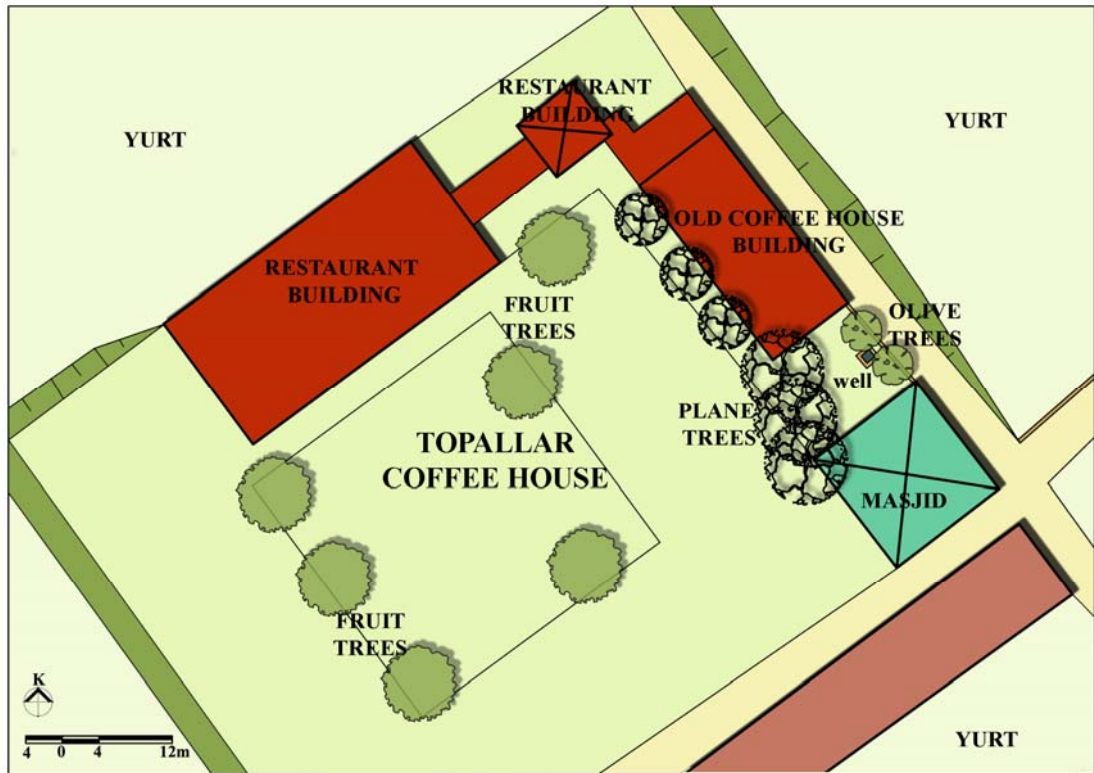 RESTAURANT
BUILDING
YURT
YURT
OLD COFFEE HOUSE
BUILDING
RESTAURANT
BUILDING
FRUIT
TREES
OLIVE
TREES
well
PLANE
TREES
TOPALLAR
COFFEE HOUSE
MASJID
FRUIT
TREES
K
4 0 4 12m
YURT